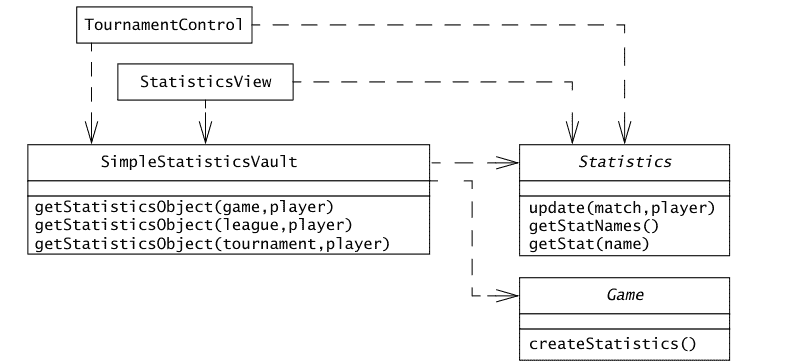 TournamentControl
StatisticsView
SimpleStatisticsVault
getStatisticsObject(game,player)
getStatisticsObject(league,player)
getStatisticsObject(tournament,player)
Statistics
update(match,player)
getStatNames()
getStat(name)
Game
createStatistics()